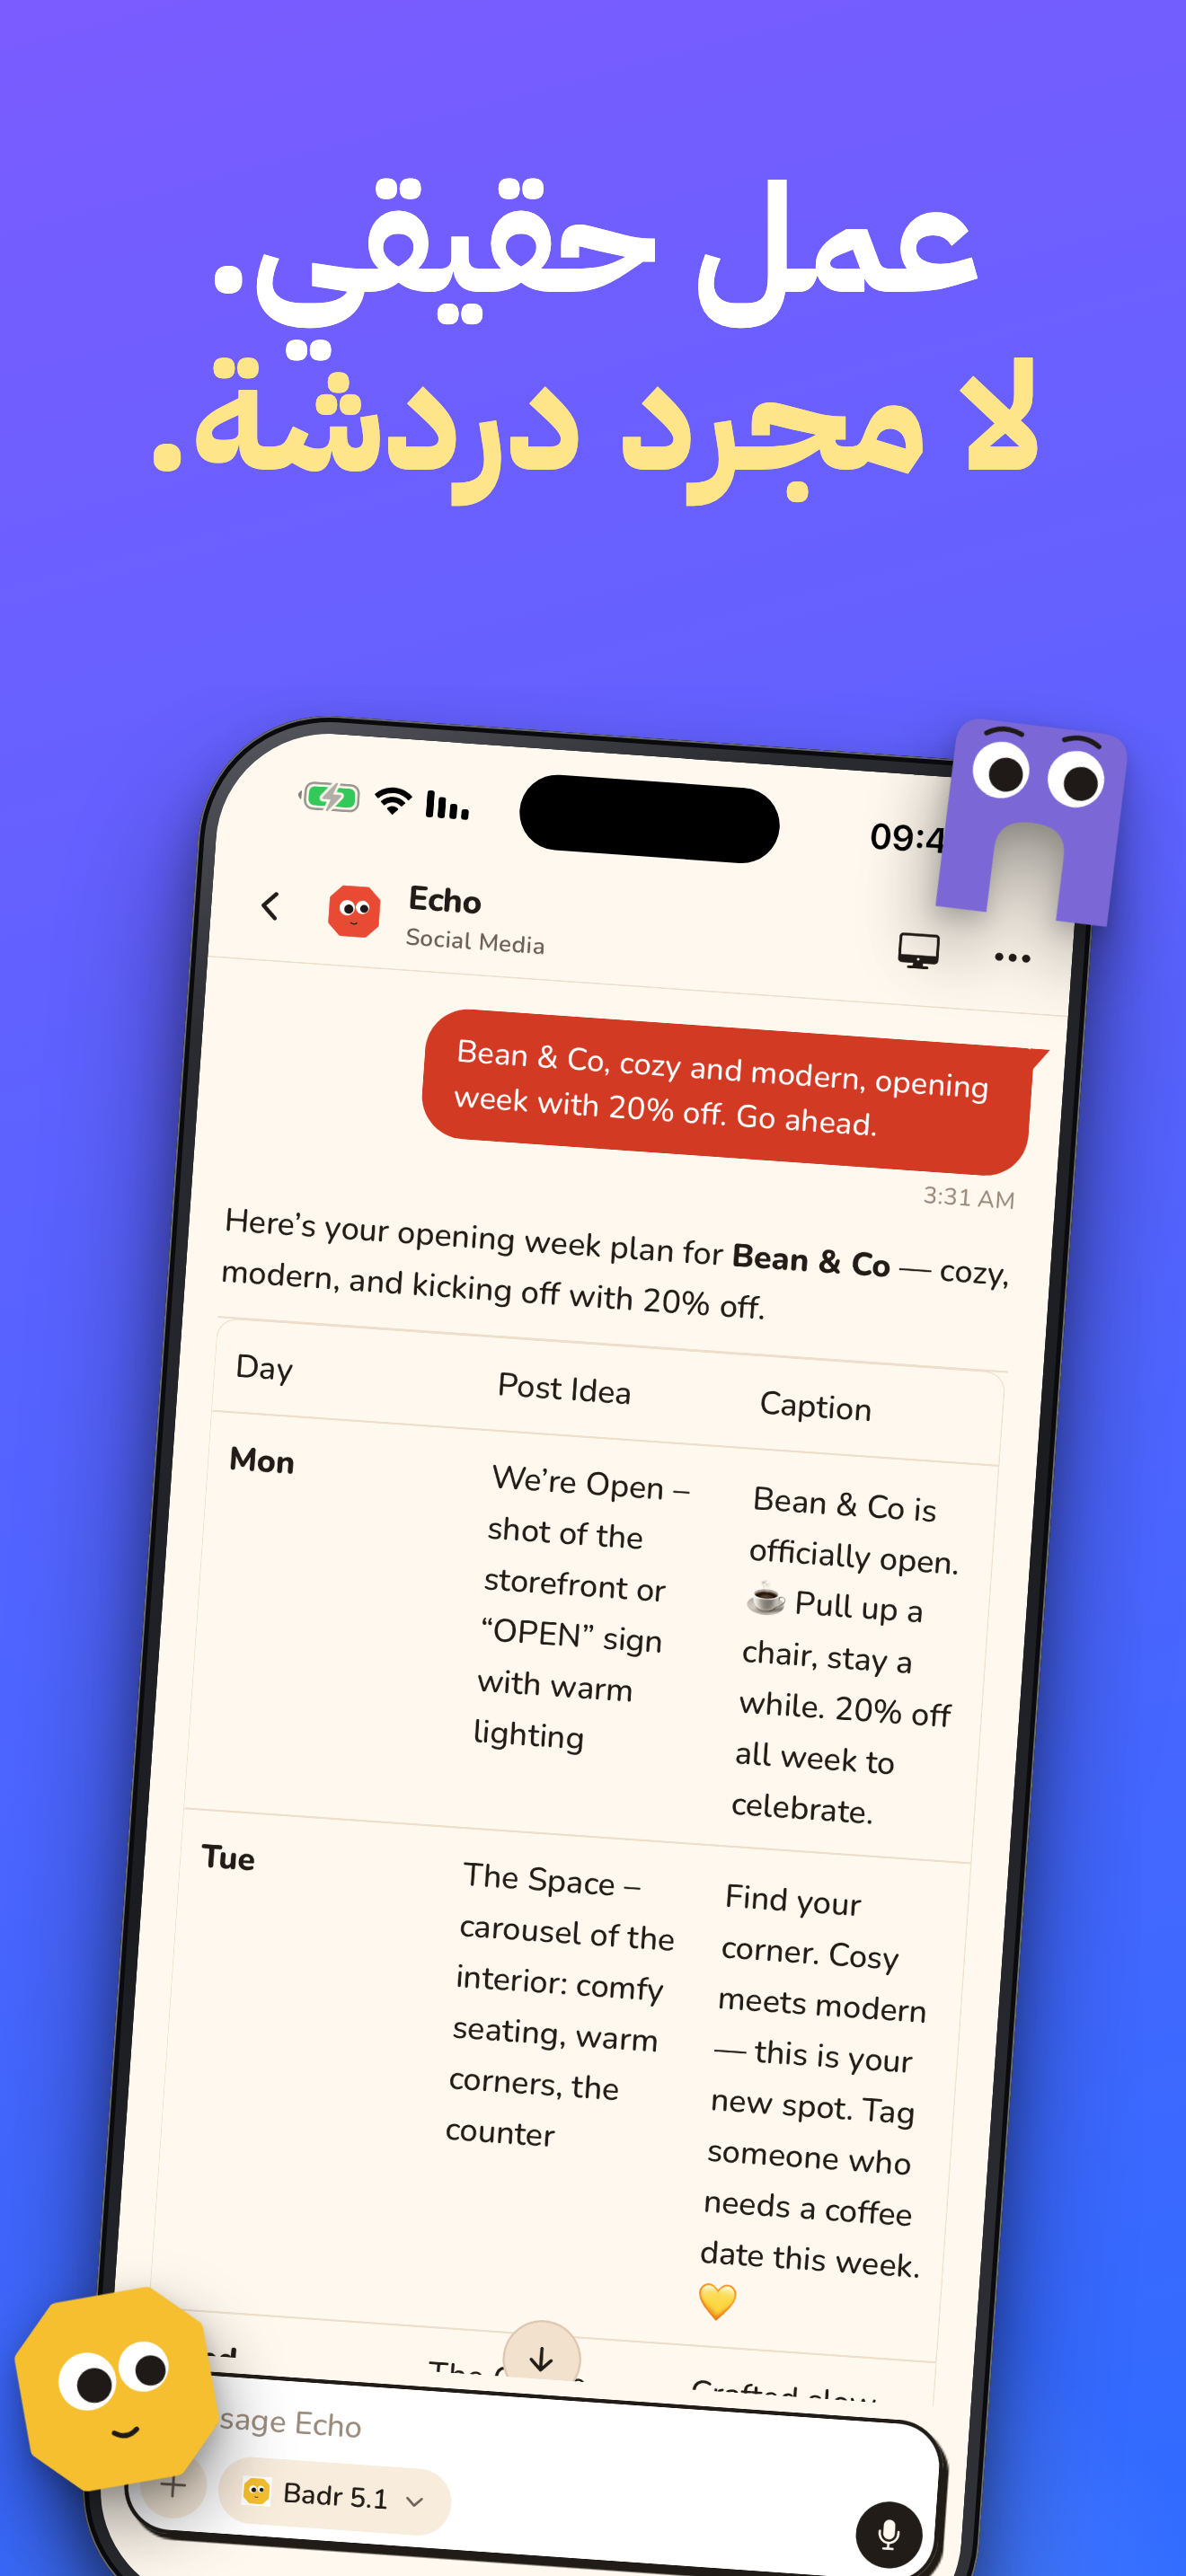 عمل حقيقي.
لا مجرد دردشة.
09:4
Echo
Social Media
Bean & Co, cozy and modern, opening
week with 20% off. Go ahead.
3:31 AM
Here’s your opening week plan for Bean & Co — cozy,
modern, and kicking off with 20% off.
Day
Post Idea
Caption
Mon
We’re Open –
shot of the
storefront or
“OPEN” sign
with warm
lighting
Bean & Co is
officially open.
☕ Pull up a
chair, stay a
while. 20% off
all week to
celebrate.
Tue
The Space –
carousel of the
interior: comfy
seating, warm
corners, the
counter
Find your
corner. Cosy
meets modern
— this is your
new spot. Tag
someone who
needs a coffee
date this week.
💛
The
Crafted slow
sage Echo
Badr 5.1